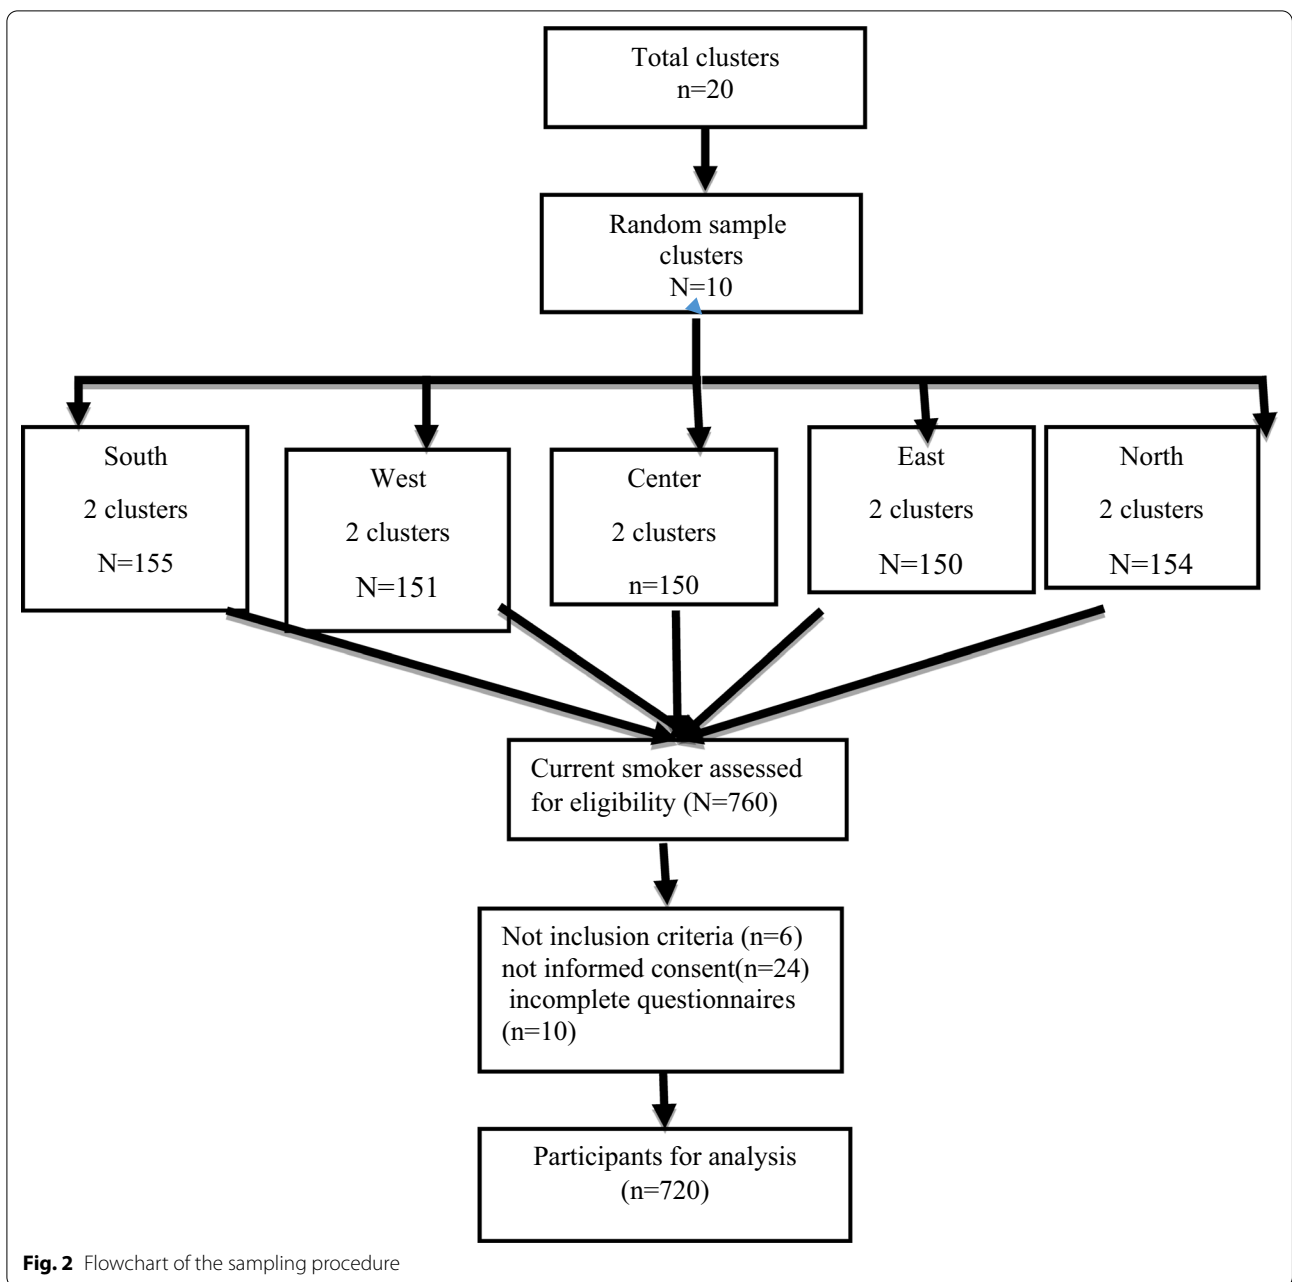 Total clusters
n=20
Random sample
clusters
N=10
South
2 clusters
N=155
West
2 clusters
N=151
Center
2 clusters
n=150
East
2 clusters
N=150
North
2 clusters
N=154
Current smoker assessed
for eligibility (N=760)
Not inclusion criteria (n=6)
not informed consent(n=24)
incomplete questionnaires
(n=10)
Participants for analysis
(n=720)
Fig. 2 Flowchart of the sampling procedure